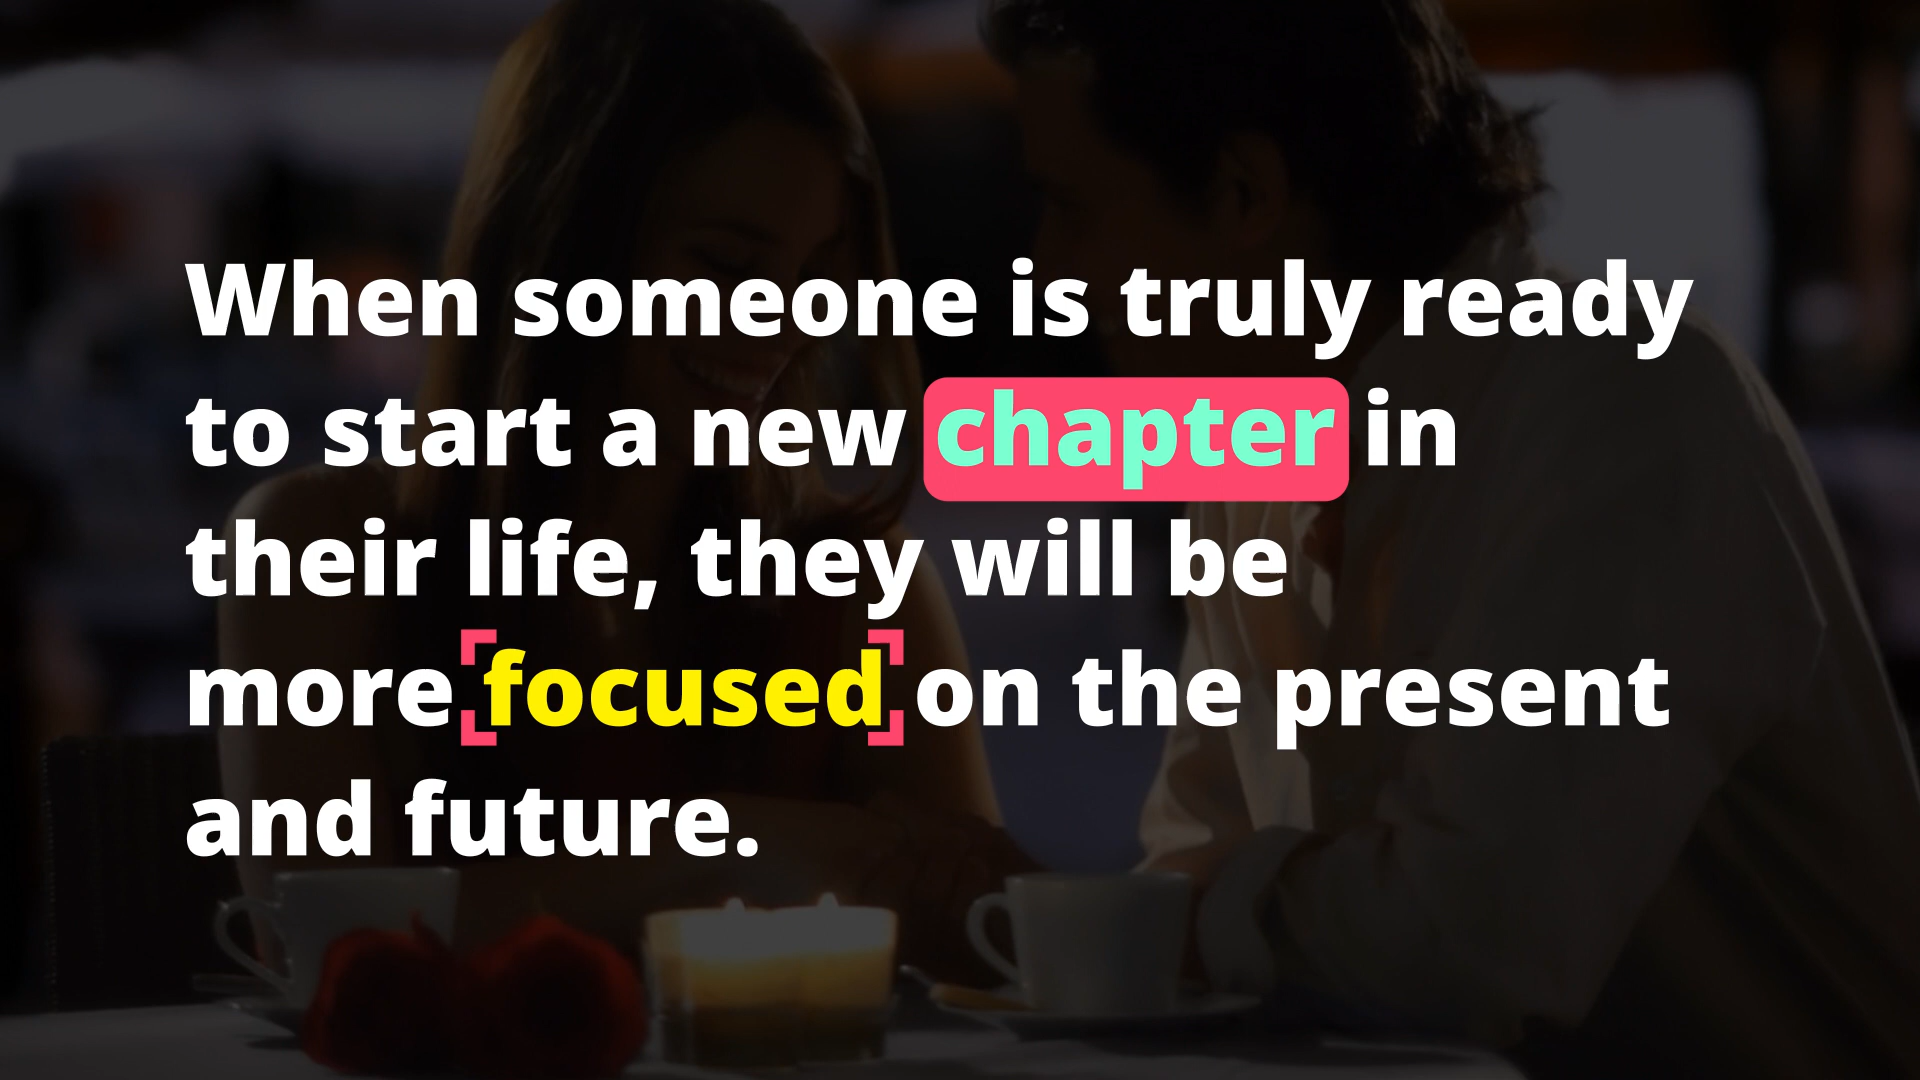 When someone is truly ready
to start a new chapter in
their life, they will be
more focused on the present
and future.